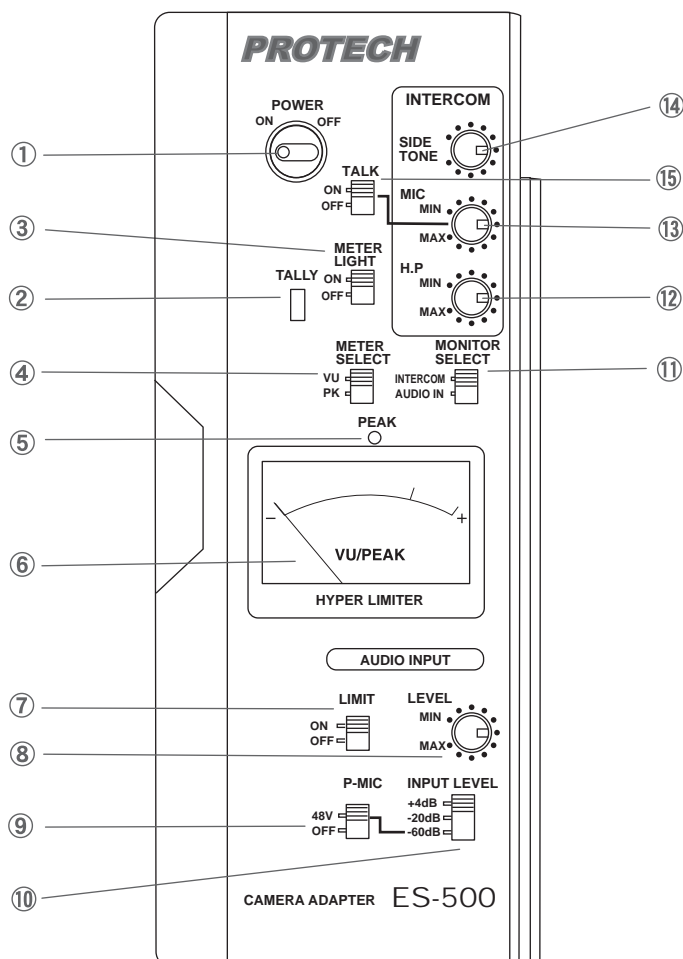 PROTECH
POWER
ON OFF
INTERCOM
SIDE
TONE
⑭
①
TALK
ON
OFF
⑮
MIC
MIN
MAX
⑬
③
METER
LIGHT
ON
OFF
TALLY
②
H.P
MIN
MAX
⑫
METER
SELECT
VU
PK
④
MONITOR
SELECT
INTERCOM
AUDIO IN
⑪
PEAK
⑤
− +
VU/PEAK
⑥
HYPER LIMITER
AUDIO INPUT
⑦
LIMIT
ON
OFF
LEVEL
MIN
MAX
⑧
P-MIC
48V
OFF
⑨
INPUT LEVEL
+4dB
-20dB
-60dB
⑩
CAMERA ADAPTER ES-500